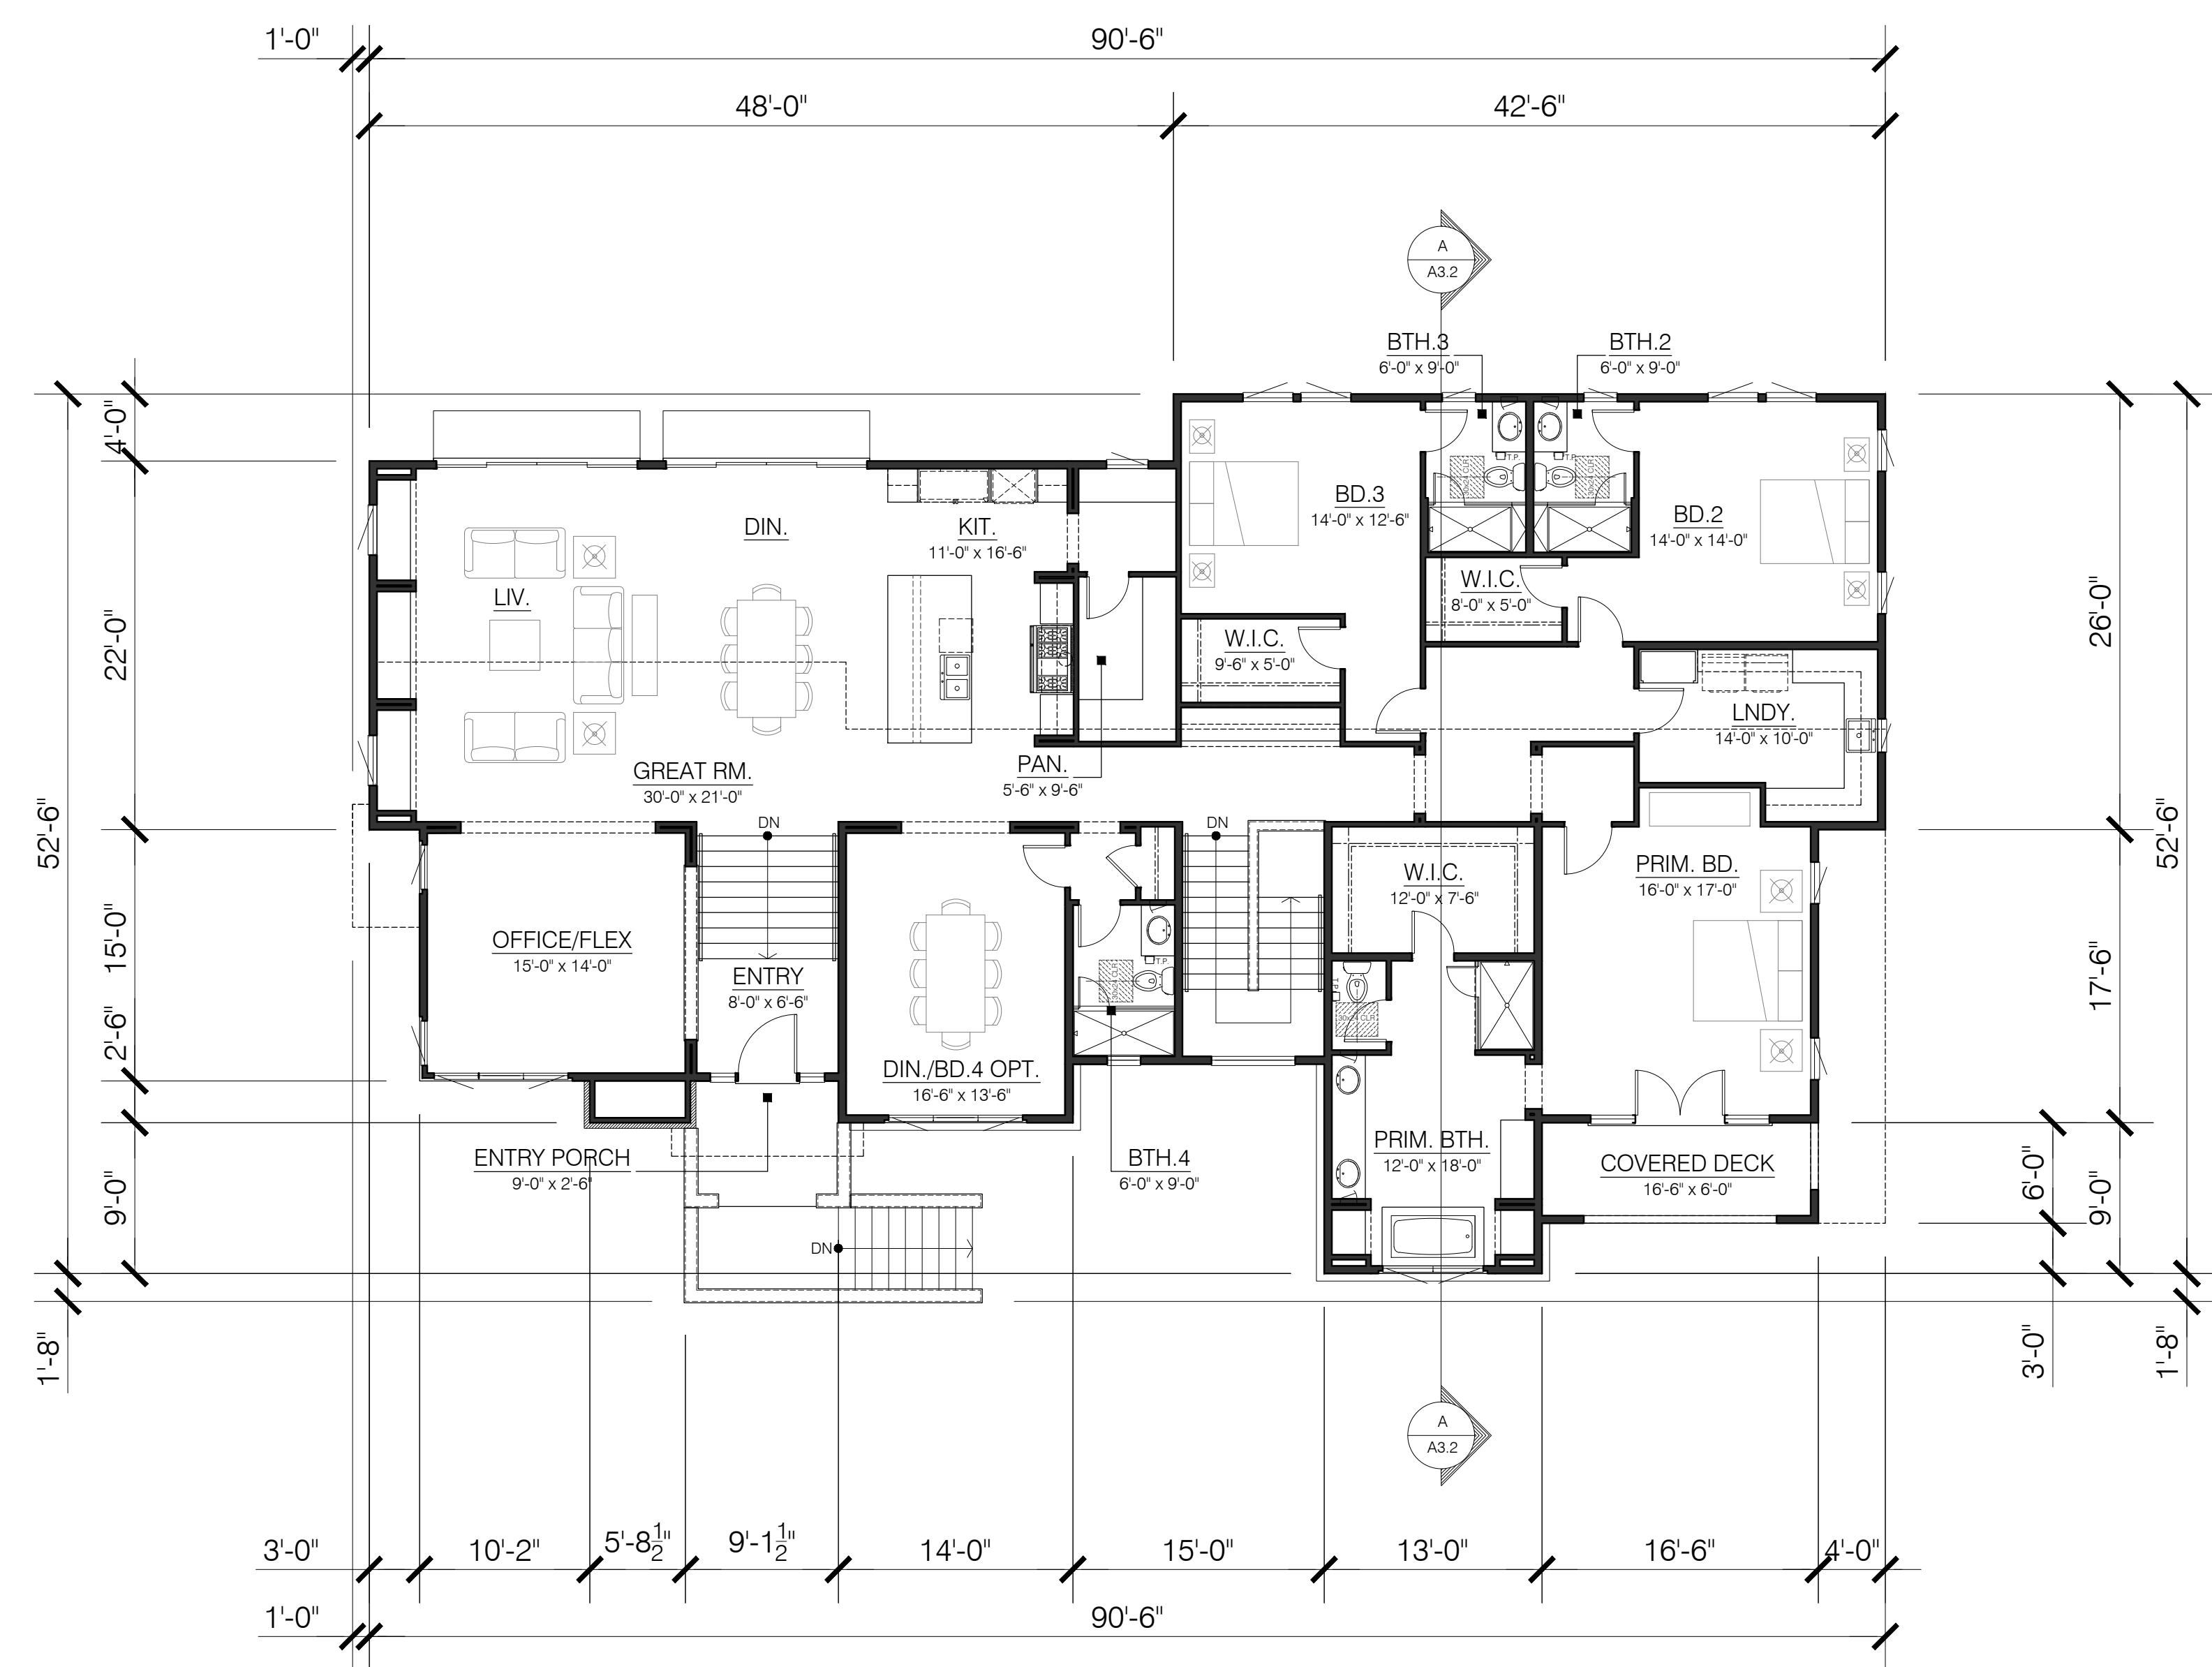 1'-0"
90'-6"
48'-0"
42'-6"
A
A3.2
BTH.3
6'-0" x 9'-0"
BTH.2
6'-0" x 9'-0"
4'-0"
22'-0"
15'-0"
2'-6"
9'-0"
52'-6"
1'-8"
T.P.
T.P.
30x24 CLR
30x24 CLR
BD.3
14'-0" x 12'-6"
BD.2
14'-0" x 14'-0"
DIN.
KIT.
11'-0" x 16'-6"
LIV.
W.I.C.
8'-0" x 5'-0"
W.I.C.
9'-6" x 5'-0"
LNDY.
14'-0" x 10'-0"
GREAT RM.
30'-0" x 21'-0"
PAN.
5'-6" x 9'-6"
DN
DN
OFFICE/FLEX
15'-0" x 14'-0"
ENTRY
8'-0" x 6'-6"
W.I.C.
12'-0" x 7'-6"
PRIM. BD.
16'-0" x 17'-0"
T.P.
30x24 CLR
T.P.
30x24 CLR
DIN./BD.4 OPT.
16'-6" x 13'-6"
ENTRY PORCH
9'-0" x 2'-6"
BTH.4
6'-0" x 9'-0"
PRIM. BTH.
12'-0" x 18'-0"
COVERED DECK
16'-6" x 6'-0"
DN
26'-0"
17'-6"
9'-0"
6'-0"
3'-0"
52'-6"
1'-8"
A
A3.2
3'-0"
10'-2"
5'-8 1/2"
9'-1 1/2"
14'-0"
15'-0"
13'-0"
16'-6"
4'-0"
1'-0"
90'-6"